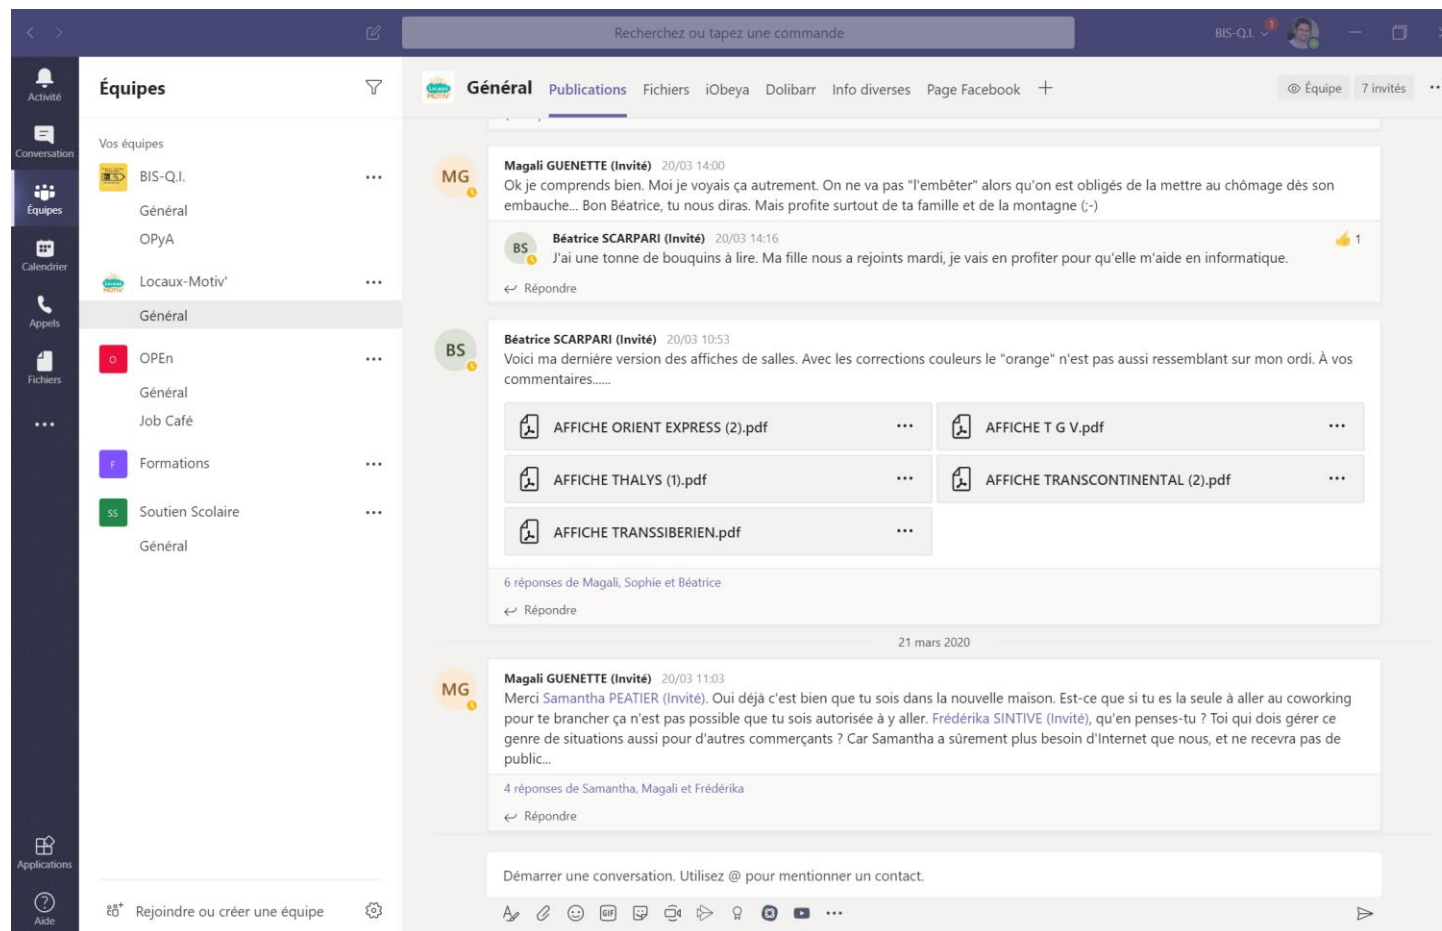 Recherchez ou tapez une commande
BIS-Q.I.
1
Activité
Conversation
Équipes
Calendrier
Appels
Fichiers
Applications
Aide
Équipes
Vos équipes
BIS-Q.I.
Général
OPyA
Locaux-Motiv'
Général
O
OPEn
Général
Job Café
F
Formations
SS
Soutien Scolaire
Général
Rejoindre ou créer une équipe
Général Publications Fichiers iObeya Dolibarr Info diverses Page Facebook
Équipe 7 invités
MG
Magali GUENETTE (Invité) 20/03 14:00
Ok je comprends bien. Moi je voyais ça autrement. On ne va pas "l'embêter" alors qu'on est obligés de la mettre au chômage dès son
embauche... Bon Béatrice, tu nous diras. Mais profite surtout de ta famille et de la montagne (;-)
BS
Béatrice SCARPARI (Invité) 20/03 14:16
1
J'ai une tonne de bouquins à lire. Ma fille nous a rejoints mardi, je vais en profiter pour qu'elle m'aide en informatique.
Répondre
BS
Béatrice SCARPARI (Invité) 20/03 10:53
Voici ma dernière version des affiches de salles. Avec les corrections couleurs le "orange" n'est pas aussi ressemblant sur mon ordi. À vos
commentaires......
AFFICHE ORIENT EXPRESS (2).pdf
AFFICHE T G V.pdf
AFFICHE THALYS (1).pdf
AFFICHE TRANSCONTINENTAL (2).pdf
AFFICHE TRANSSIBERIEN.pdf
6 réponses de Magali, Sophie et Béatrice
Répondre
21 mars 2020
MG
Magali GUENETTE (Invité) 20/03 11:03
Merci Samantha PEATIER (Invité). Oui déjà c'est bien que tu sois dans la nouvelle maison. Est-ce que si tu es la seule à aller au coworking
pour te brancher ça n'est pas possible que tu sois autorisée à y aller. Frédérika SINTIVE (Invité), qu'en penses-tu ? Toi qui dois gérer ce
genre de situations aussi pour d'autres commerçants ? Car Samantha a sûrement plus besoin d'Internet que nous, et ne recevra pas de
public...
4 réponses de Samantha, Magali et Frédérika
Répondre
Démarrer une conversation. Utilisez @ pour mentionner un contact.
GIF